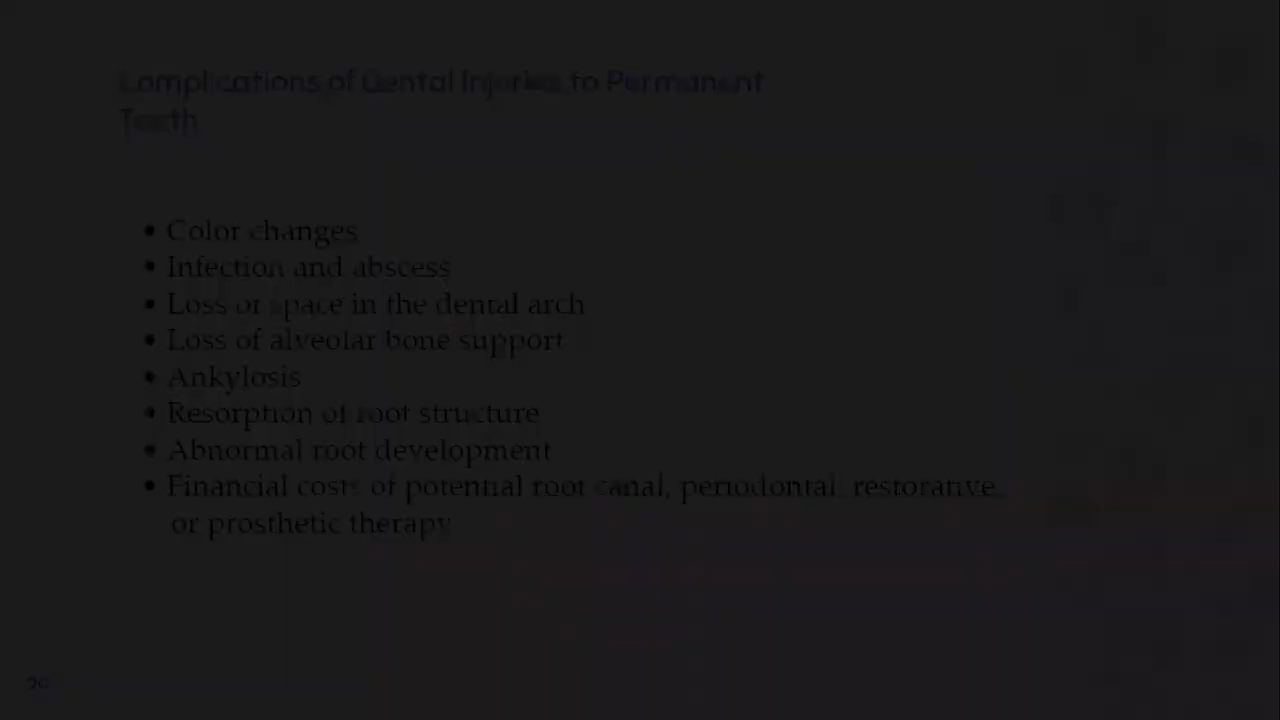 Complications of Dental Injuries to Permanent
Teeth
• Color changes
• Infection and abscess
• Loss of space in the dental arch
• Loss of alveolar bone support
• Ankylosis
• Resorption of root structure
• Abnormal root development
• Financial costs of potential root canal, periodontal, restorative,
or prosthetic therapy